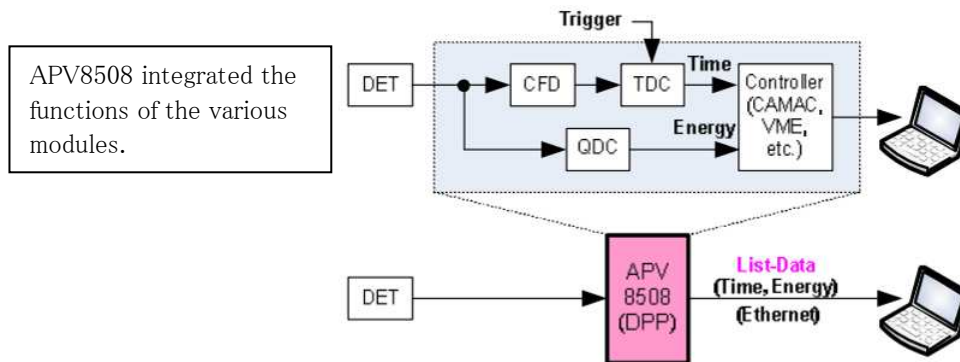 APV8508 integrated the
functions of the various
modules.
Trigger
DET
CFD
TDC
Time
Controller
(CAMAC,
VME,
etc.)
Energy
QDC
DET
APV
8508
(DPP)
List-Data
(Time, Energy)
(Ethernet)